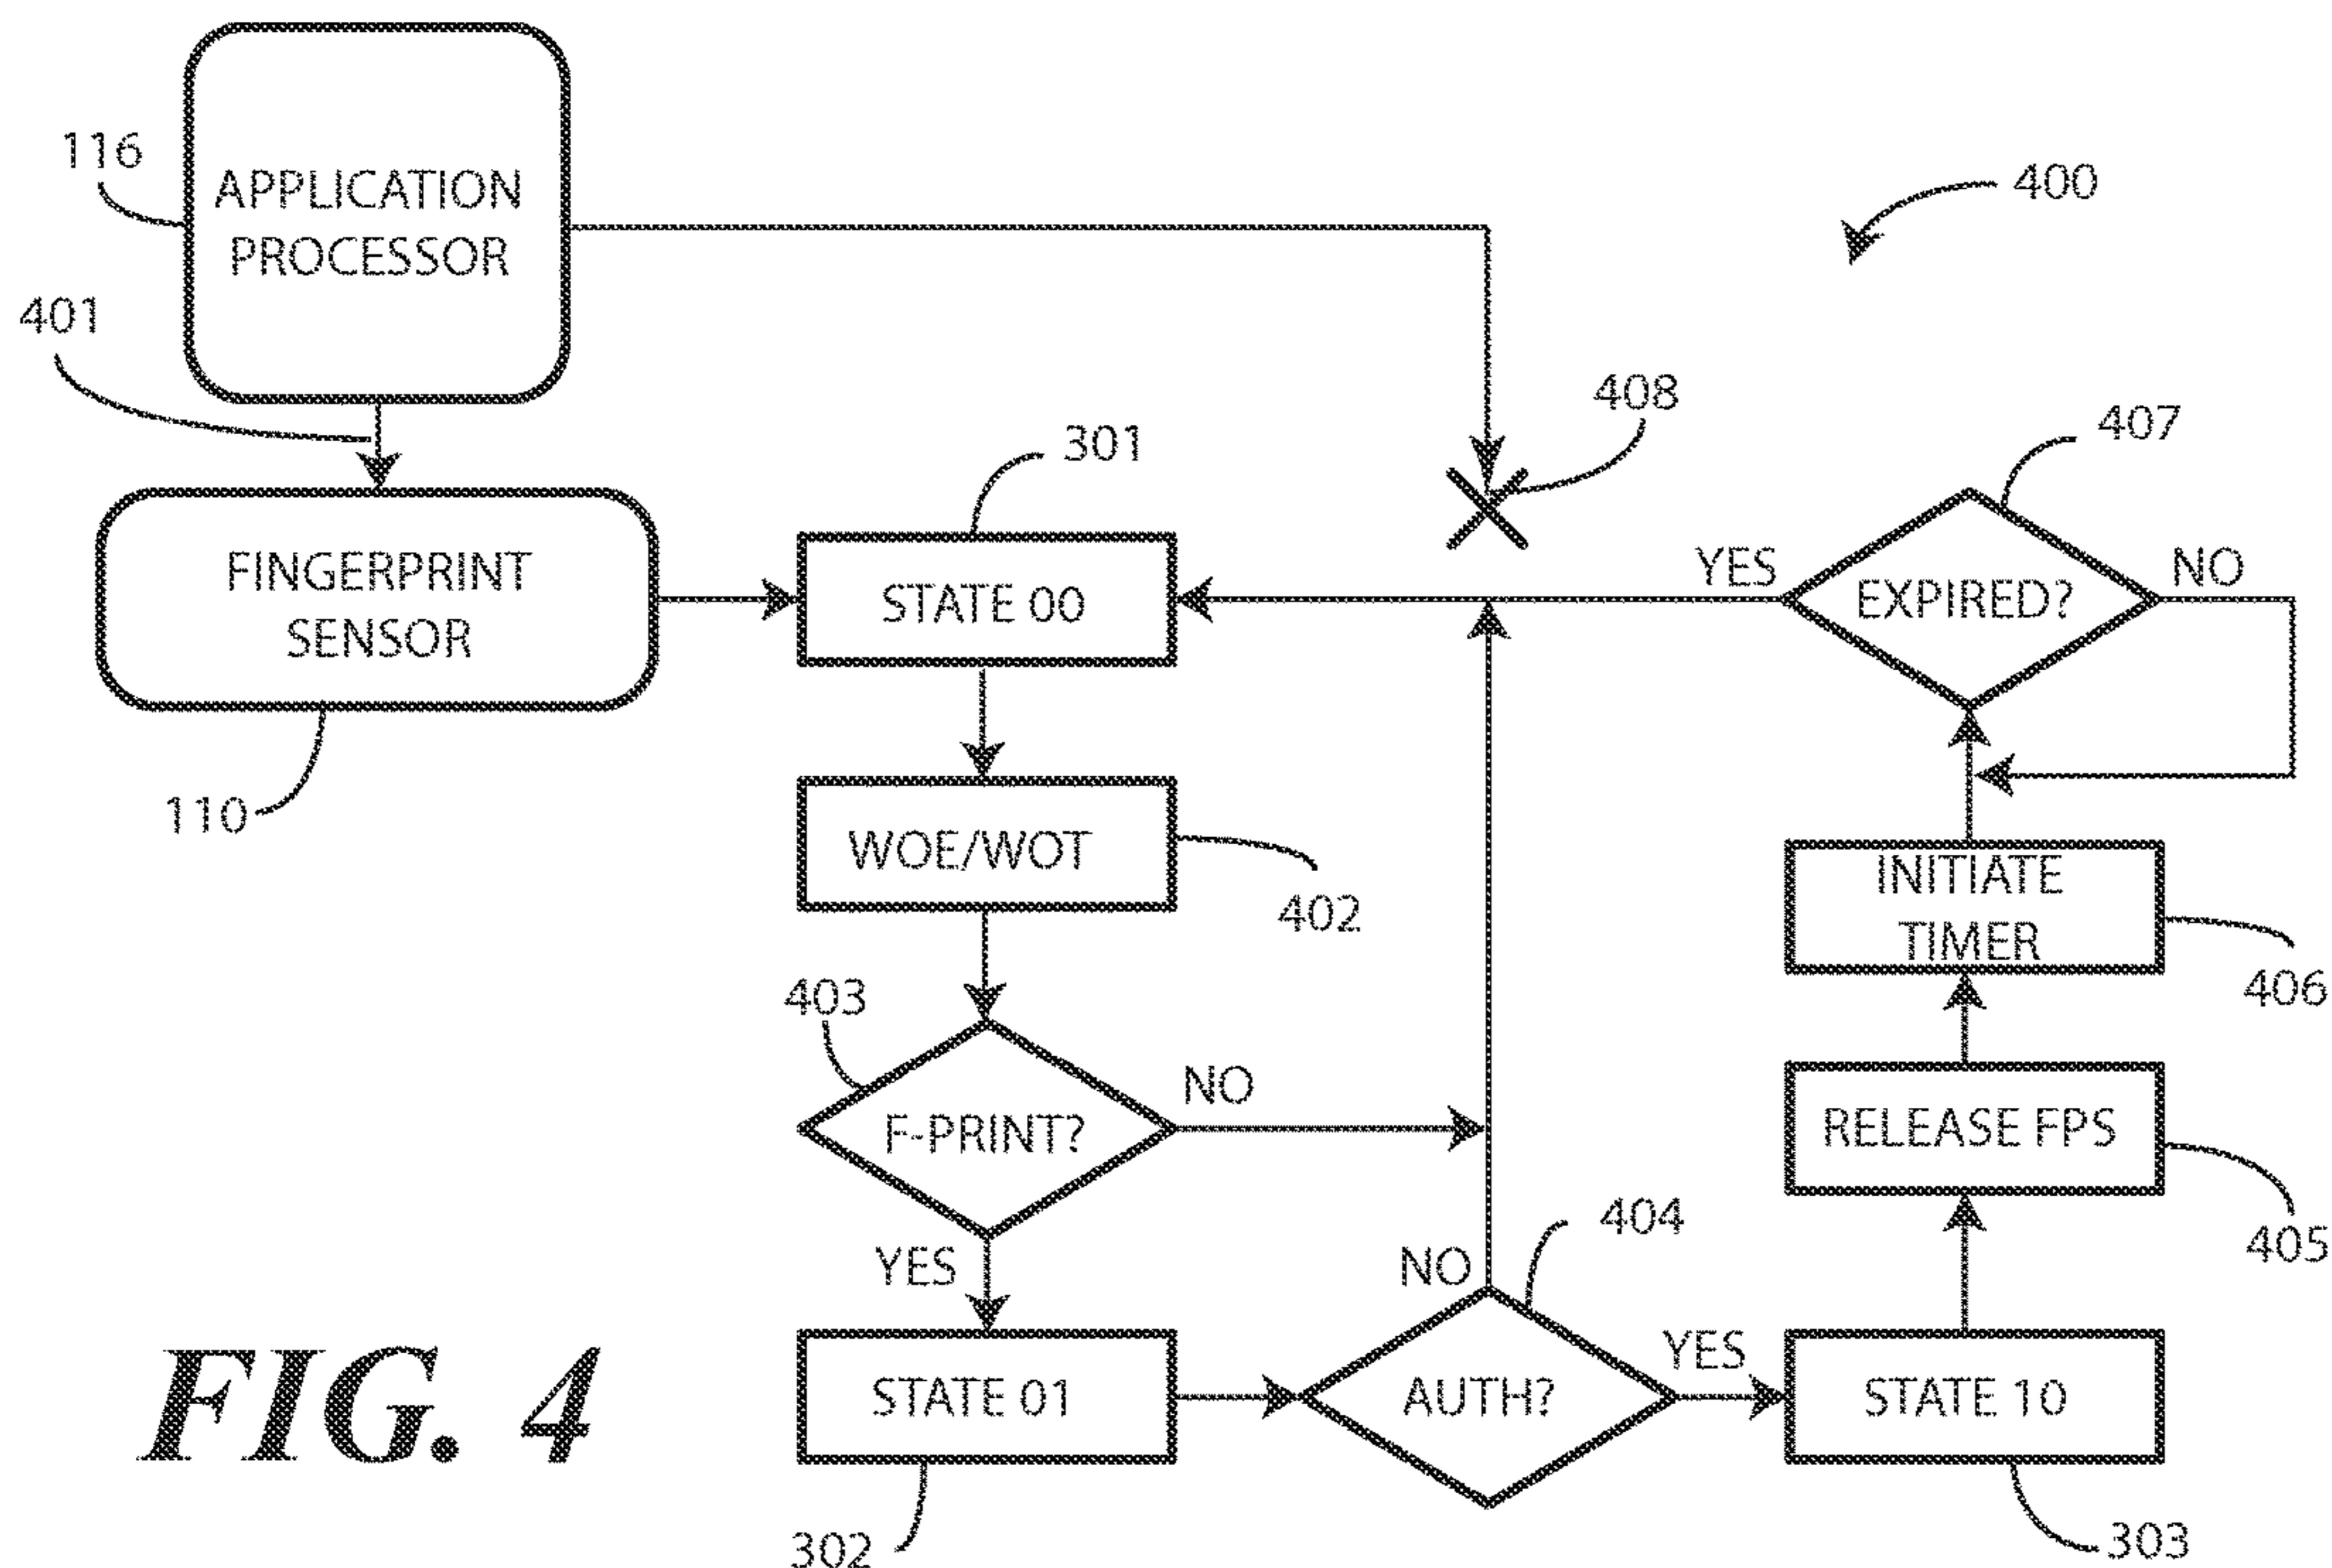 116
APPLICATION
PROCESSOR
400
401
408
407
301
FINGERPRINT
SENSOR
STATE 00
YES
EXPIRED?
NO
110
WOE/WOT
402
INITIATE
TIMER
406
403
F-PRINT?
NO
RELEASE FPS
405
YES
NO
404
YES
STATE 01
AUTH?
STATE 10
302
303
FIG. 4